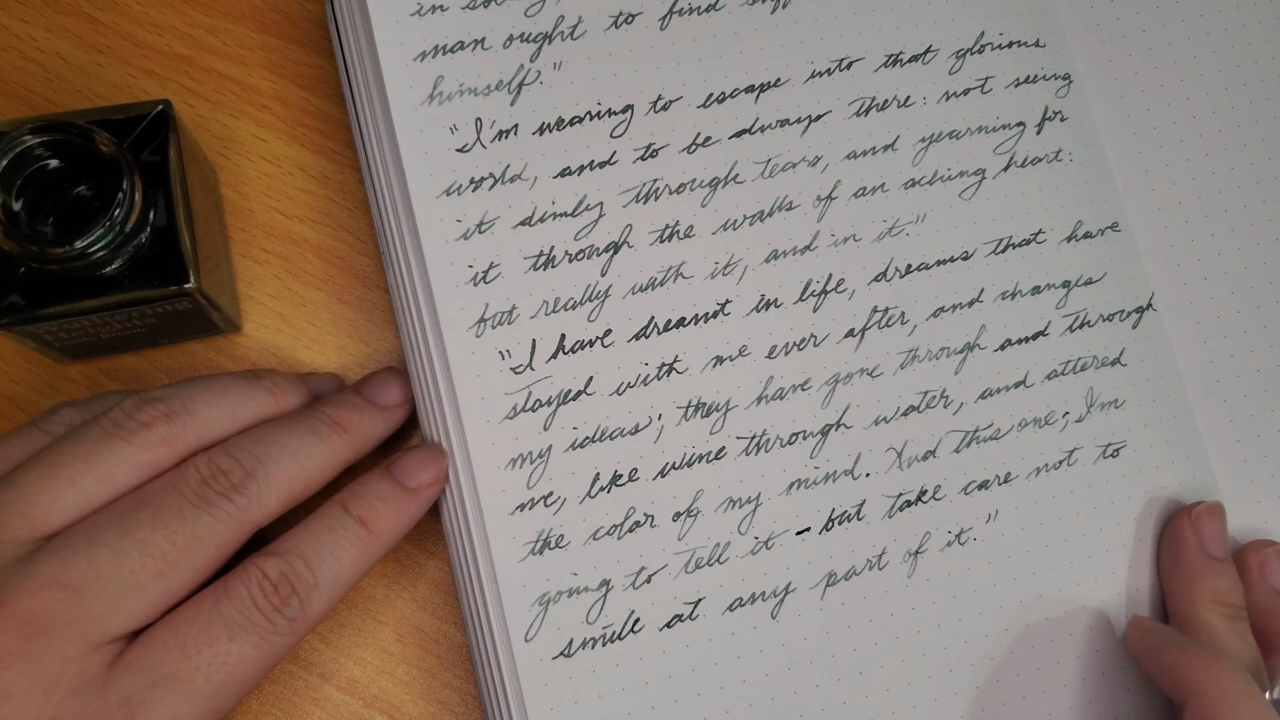 in
man ought to find
himself."
"I'm wearing to escape into that glorious
world, and to be always there: not seeing
it dimly through tears, and yearning for
it through the walls of an aching heart:
but really with it, and in it."
"I have dreamt in life, dreams that have
stayed with me ever after, and changes
my ideas; they have gone through and through
me, like wine through water, and altered
the color of my mind. And this one; I'm
going to tell it - but take care not to
smile at any part of it."